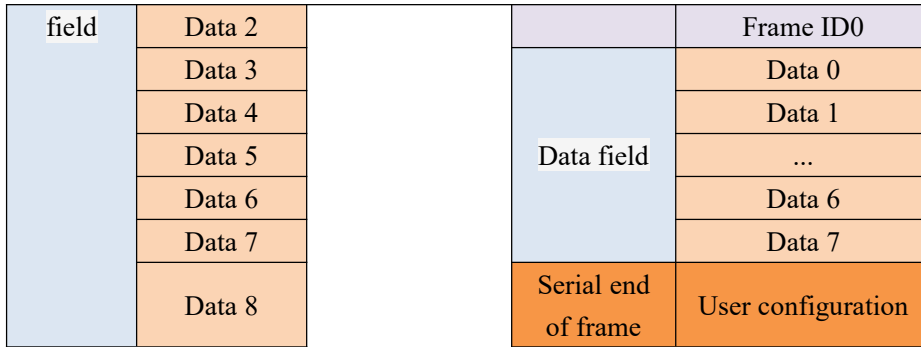 field
Data 2
Data 3
Data 4
Data 5
Data 6
Data 7
Data 8
Frame ID0
Data field
Data 0
Data 1
...
Data 6
Data 7
Serial end
of frame
User configuration